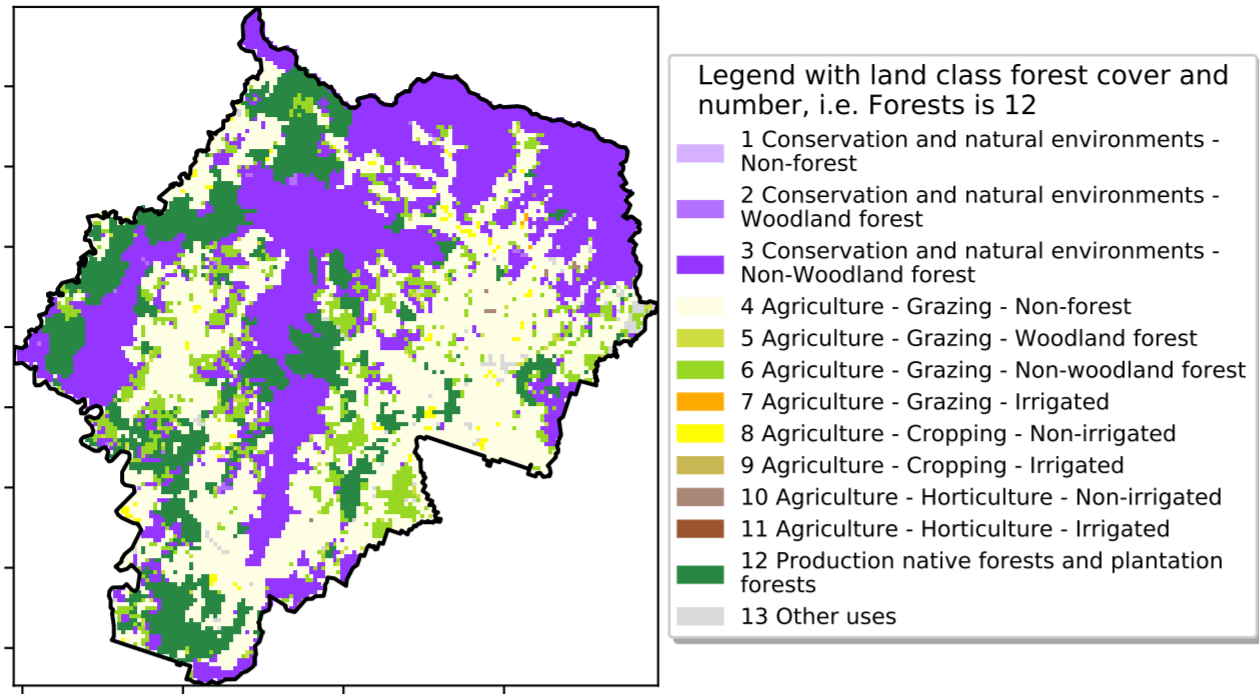 Legend with land class forest cover and
number, i.e. Forests is 12
1 Conservation and natural environments -
Non-forest
2 Conservation and natural environments -
Woodland forest
3 Conservation and natural environments -
Non-Woodland forest
4 Agriculture - Grazing - Non-forest
5 Agriculture - Grazing - Woodland forest
6 Agriculture - Grazing - Non-woodland forest
7 Agriculture - Grazing - Irrigated
8 Agriculture - Cropping - Non-irrigated
9 Agriculture - Cropping - Irrigated
10 Agriculture - Horticulture - Non-irrigated
11 Agriculture - Horticulture - Irrigated
12 Production native forests and plantation
forests
13 Other uses